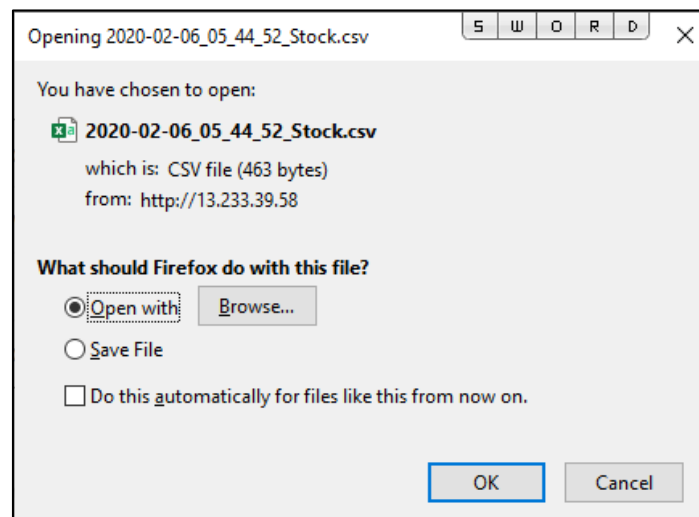 Opening 2020-02-06_05_44_52_Stock.csv
S W O R D
You have chosen to open:
2020-02-06_05_44_52_Stock.csv
which is: CSV file (463 bytes)
from: http://13.233.39.58
What should Firefox do with this file?
Open with Browse...
Save File
Do this automatically for files like this from now on.
OK Cancel